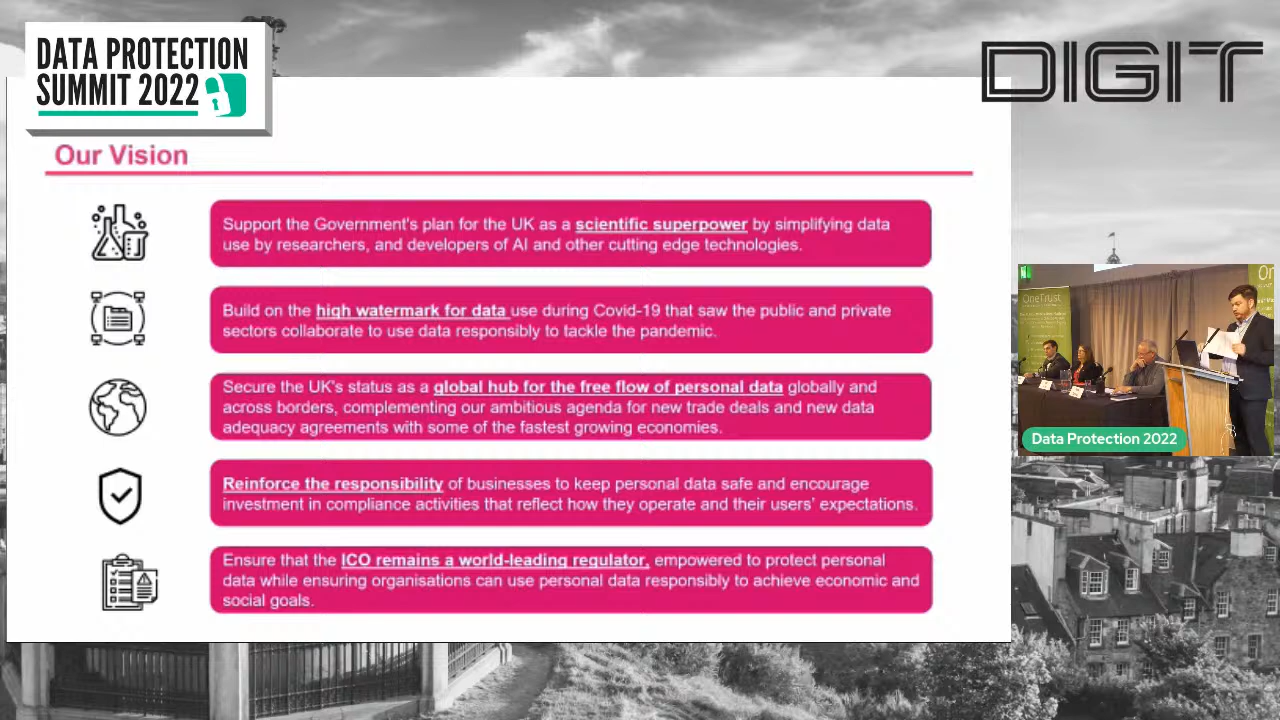 DATA PROTECTION
SUMMIT 2022
DIGIT
Our Vision
Support the Government's plan for the UK as a scientific superpower by simplifying data
use by researchers, and developers of AI and other cutting edge technologies.
Build on the high watermark for data use during Covid-19 that saw the public and private
sectors collaborate to use data responsibly to tackle the pandemic.
Secure the UK's status as a global hub for the free flow of personal data globally and
across borders, complementing our ambitious agenda for new trade deals and new data
adequacy agreements with some of the fastest growing economies.
Reinforce the responsibility of businesses to keep personal data safe and encourage
investment in compliance activities that reflect how they operate and their users' expectations.
Ensure that the ICO remains a world-leading regulator, empowered to protect personal
data while ensuring organisations can use personal data responsibly to achieve economic and
social goals.
OneTrust
On
Data Protection 2022